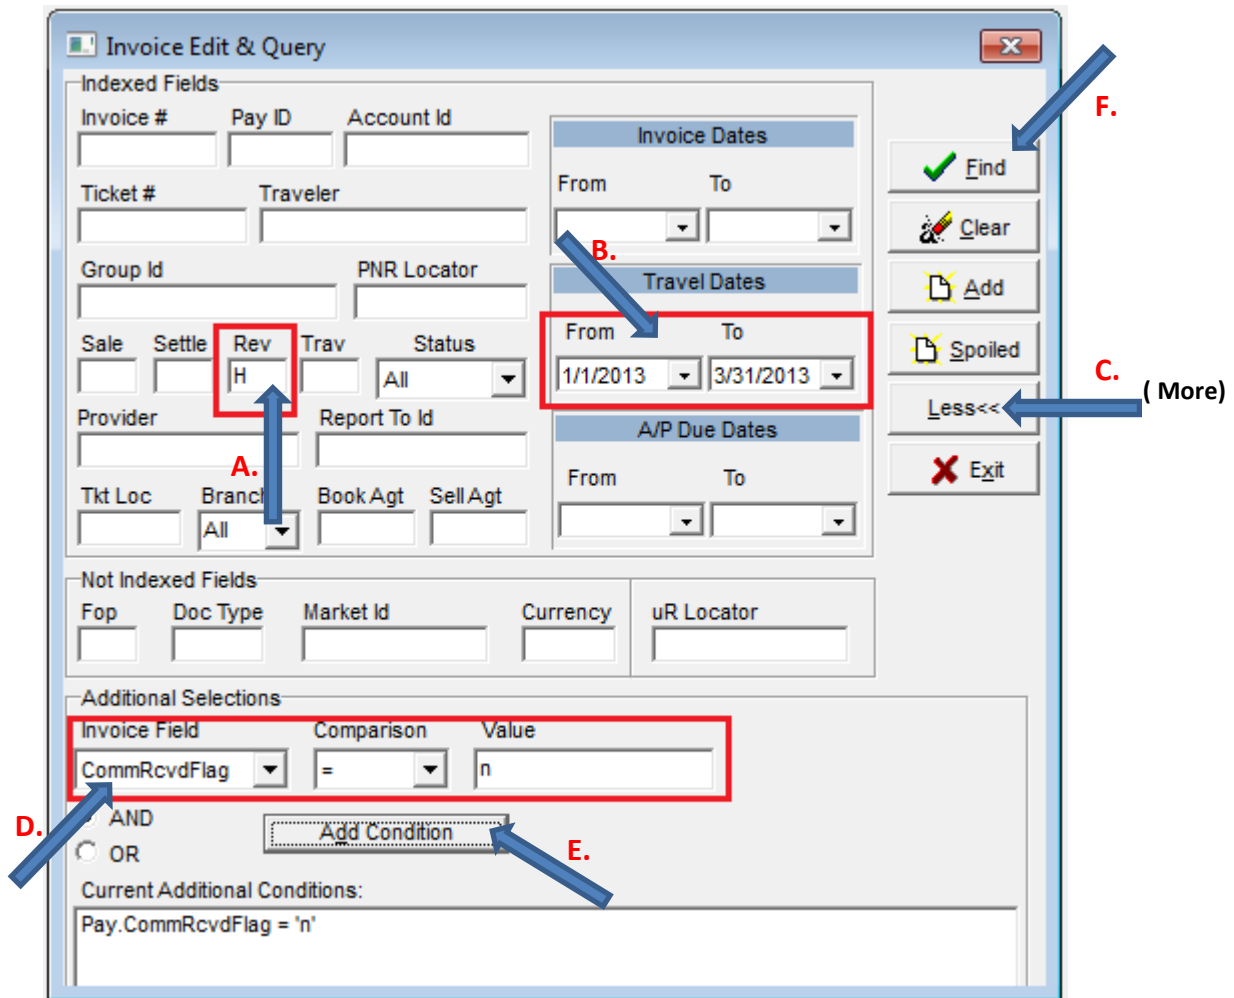 Invoice Edit & Query
Indexed Fields
Invoice # Pay ID Account Id
Invoice Dates
F.
Find
From To
Ticket # Traveler
Clear
B.
Group Id PNR Locator
Travel Dates
Add
From To
Sale Settle Rev Trav Status
Spoiled
H All
1/1/2013 3/31/2013
C.
( More)
Less<<
Provider Report To Id
A/P Due Dates
A.
Exit
From To
Tkt Loc Branch Book Agt Sell Agt
All
Not Indexed Fields
Fop Doc Type Market Id Currency uR Locator
Additional Selections
Invoice Field Comparison Value
CommRcvdFlag = n
D.
AND
Add Condition
E.
OR
Current Additional Conditions:
Pay.CommRcvdFlag = 'n'